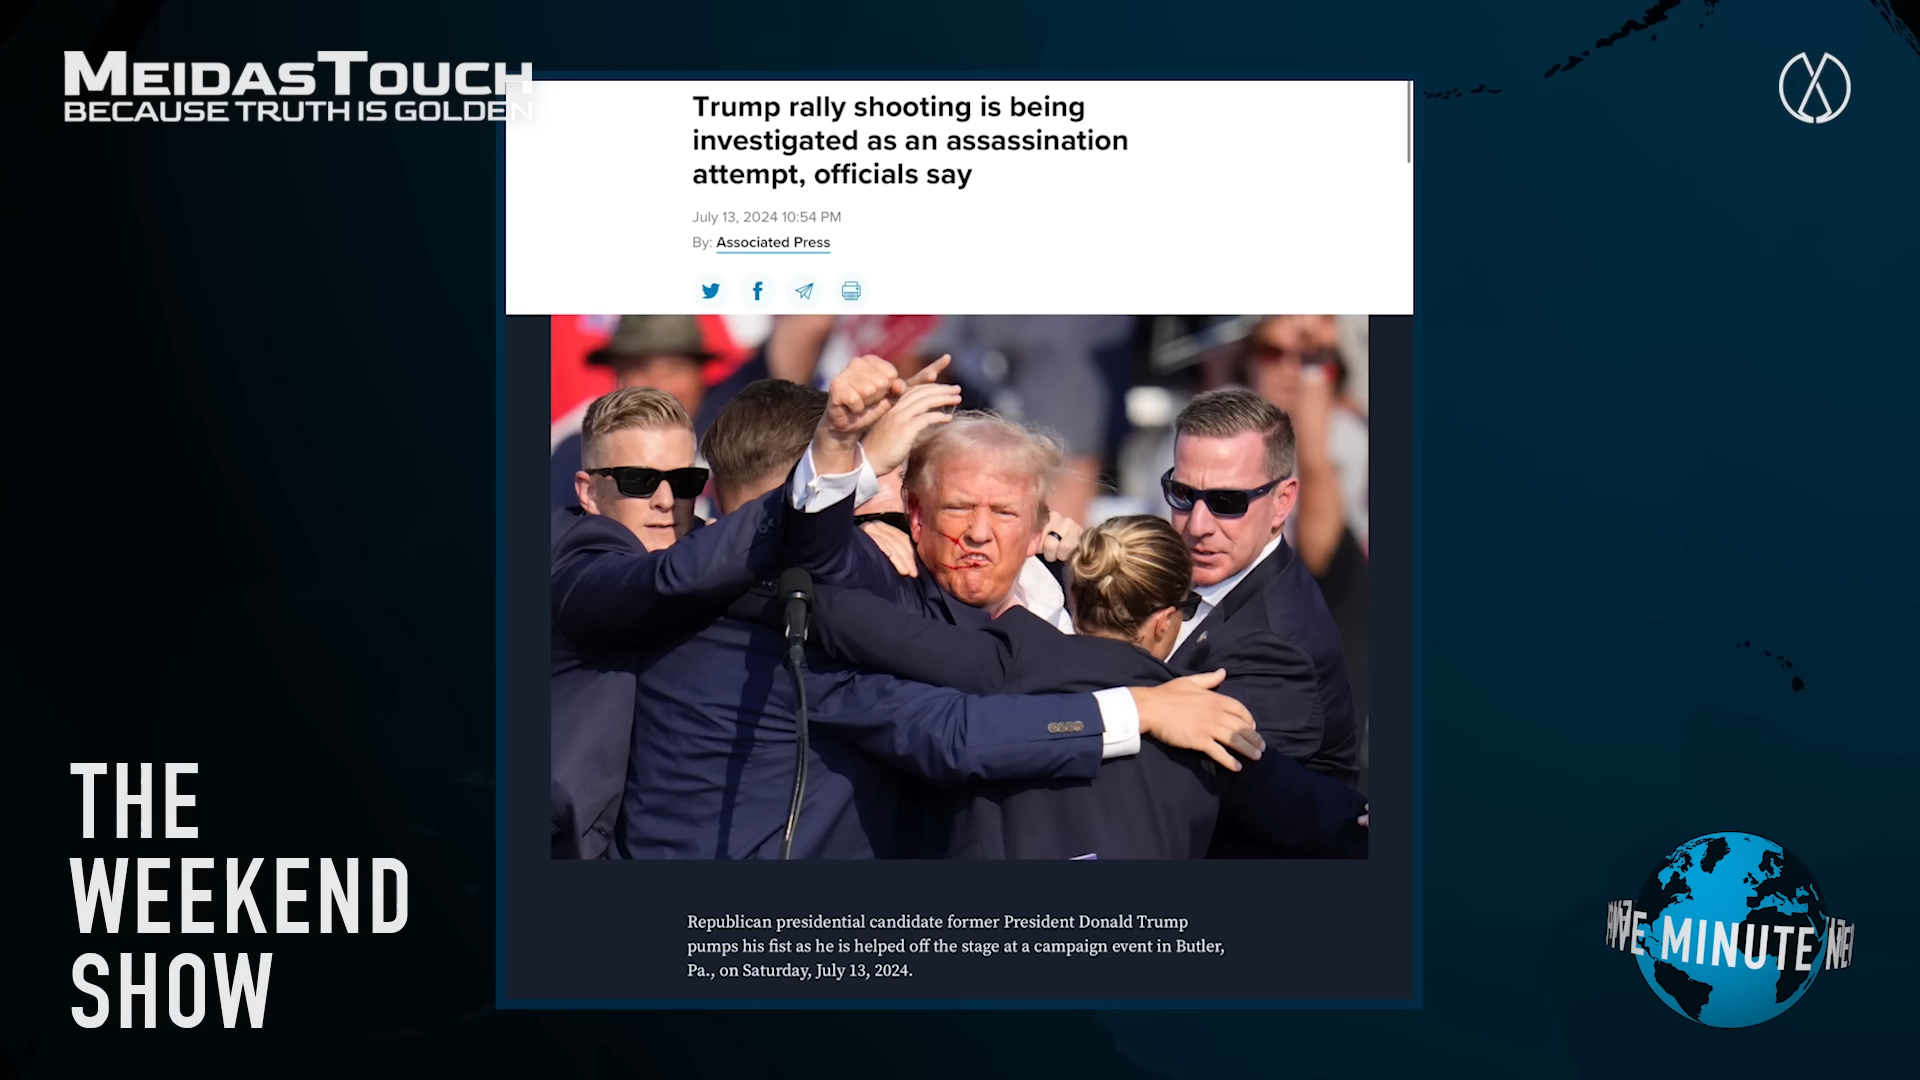 MEIDASTOUCH
BECAUSE TRUTH IS GOLDEN
Trump rally shooting is being
investigated as an assassination
attempt, officials say
July 13, 2024 10:54 PM
By: Associated Press
Republican presidential candidate former President Donald Trump
pumps his fist as he is helped off the stage at a campaign event in Butler,
Pa., on Saturday, July 13, 2024.
THE
WEEKEND
SHOW
MINUTE